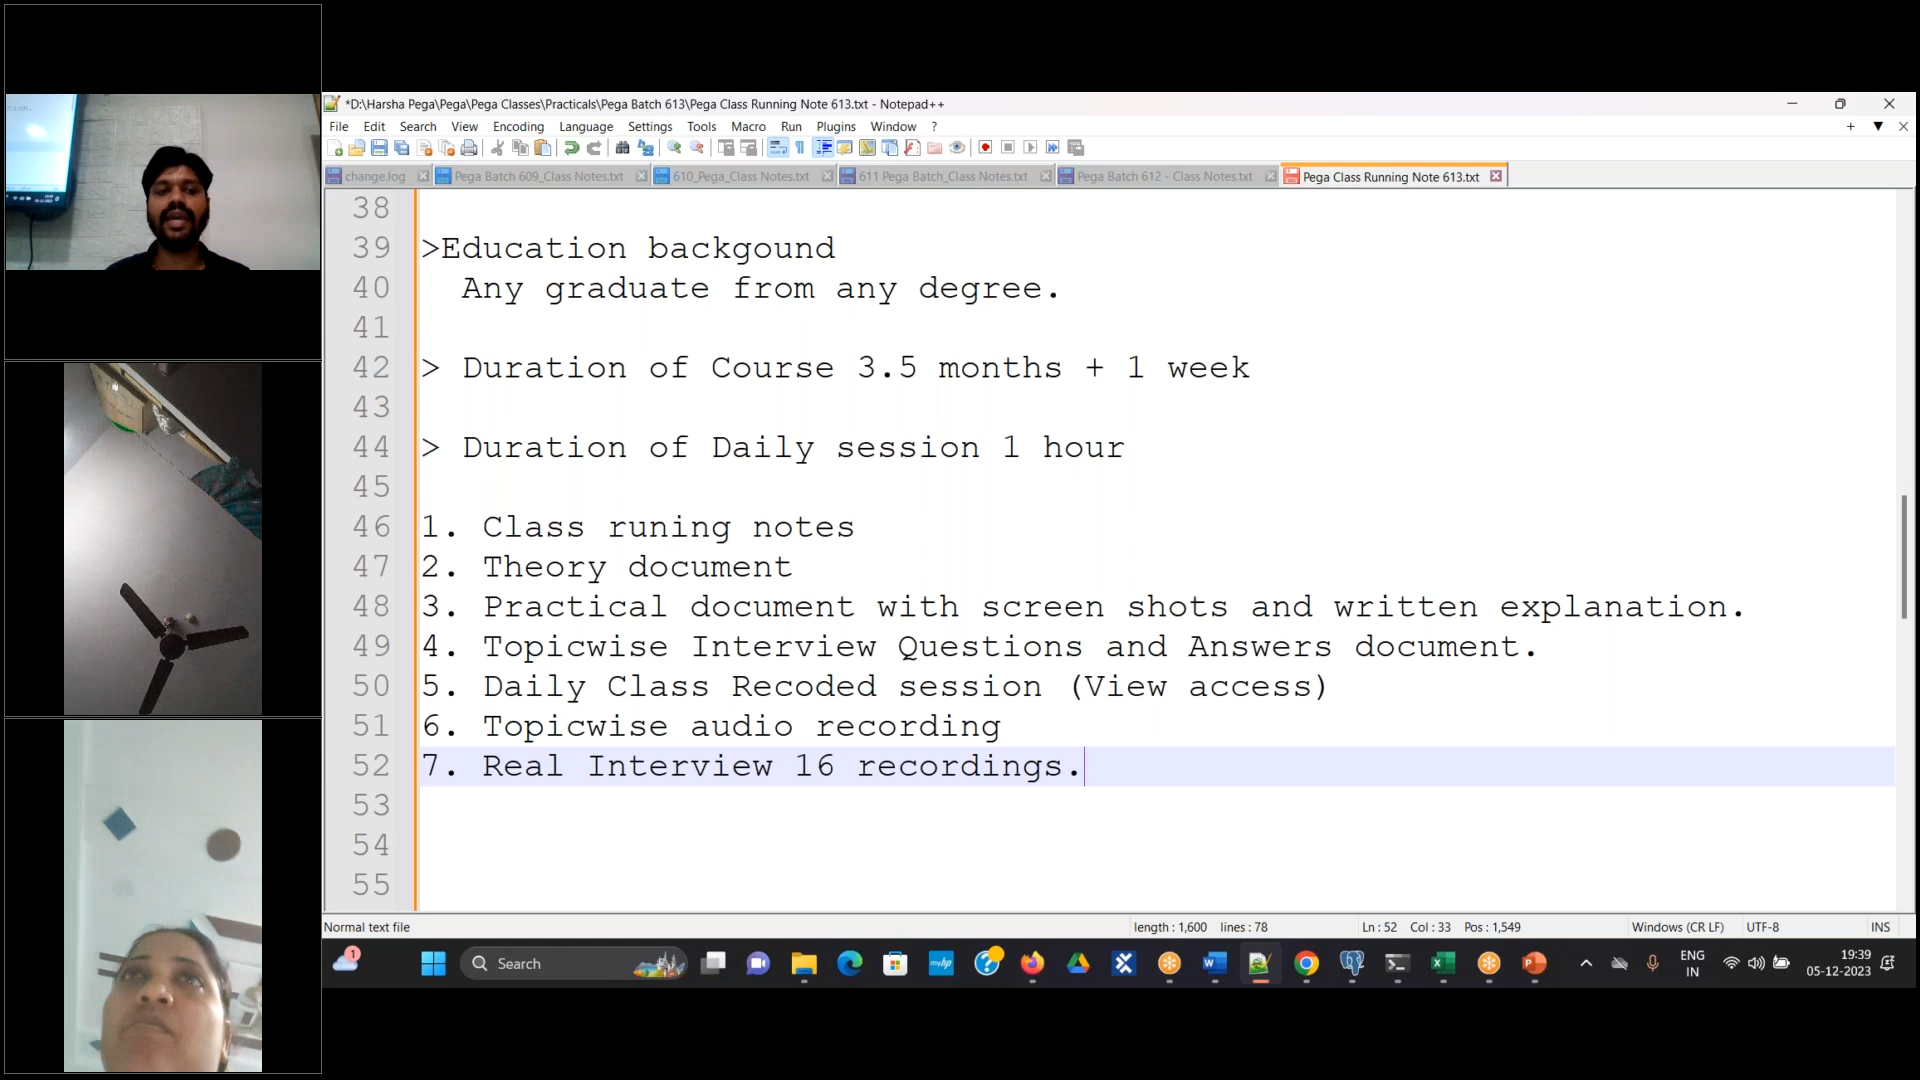 *D:\Harsha Pega\Pega\Pega Classes\Practicals\Pega Batch 613\Pega Class Running Note 613.txt - Notepad++
File Edit Search View Encoding Language Settings Tools Macro Run Plugins Window ?
change.log Pega Batch 609_Class Notes.txt 610_Pega_Class Notes.txt 611 Pega Batch_Class Notes.txt Pega Batch 612 - Class Notes.txt Pega Class Running Note 613.txt
38
39 >Education backgound
40 Any graduate from any degree.
41
42 > Duration of Course 3.5 months + 1 week
43
44 > Duration of Daily session 1 hour
45
46 1. Class runing notes
47 2. Theory document
48 3. Practical document with screen shots and written explanation.
49 4. Topicwise Interview Questions and Answers document.
50 5. Daily Class Recoded session (View access)
51 6. Topicwise audio recording
52 7. Real Interview 16 recordings.
53
54
55
Normal text file length : 1,600 lines : 78 Ln : 52 Col : 33 Pos : 1,549 Windows (CR LF) UTF-8 INS
1 Search myhp ENG IN 19:39 05-12-2023